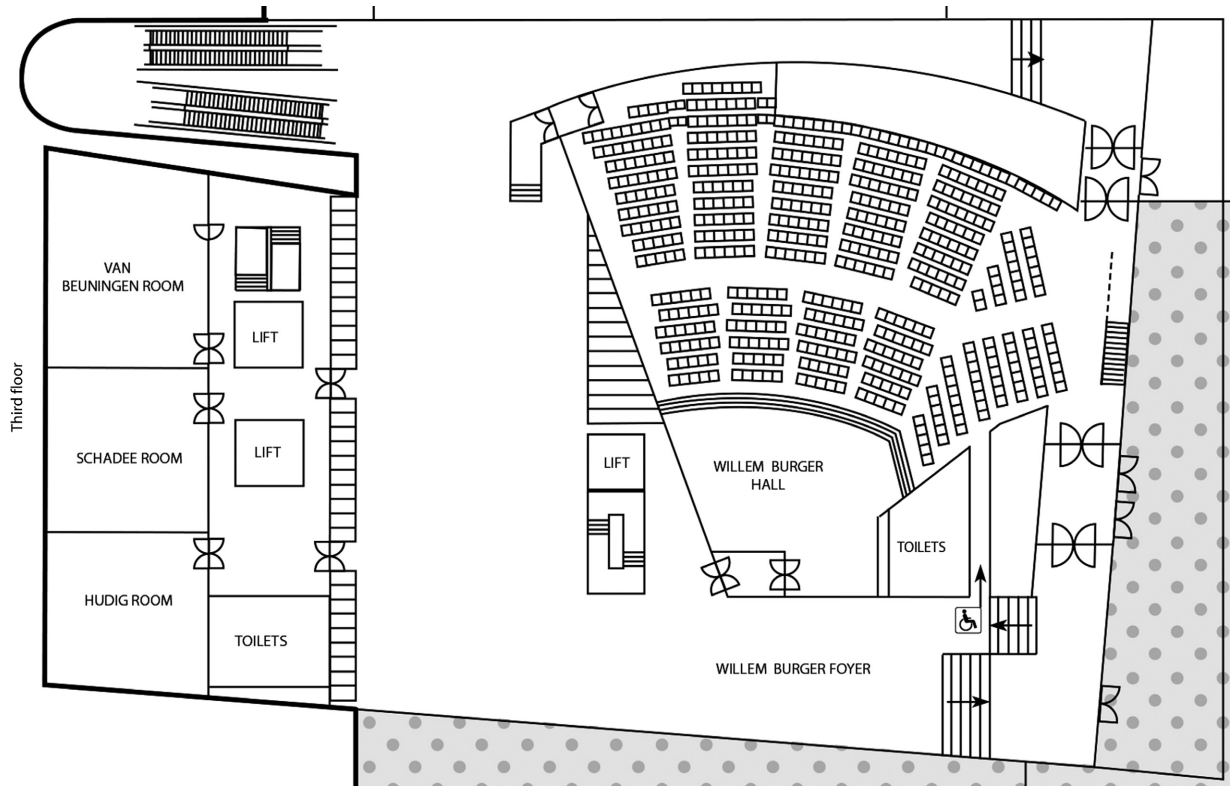 Third floor
VAN
BEUNINGEN ROOM
LIFT
SCHADEE ROOM
LIFT
HUDIG ROOM
TOILETS
LIFT
WILLEM BURGER
HALL
TOILETS
WILLEM BURGER FOYER